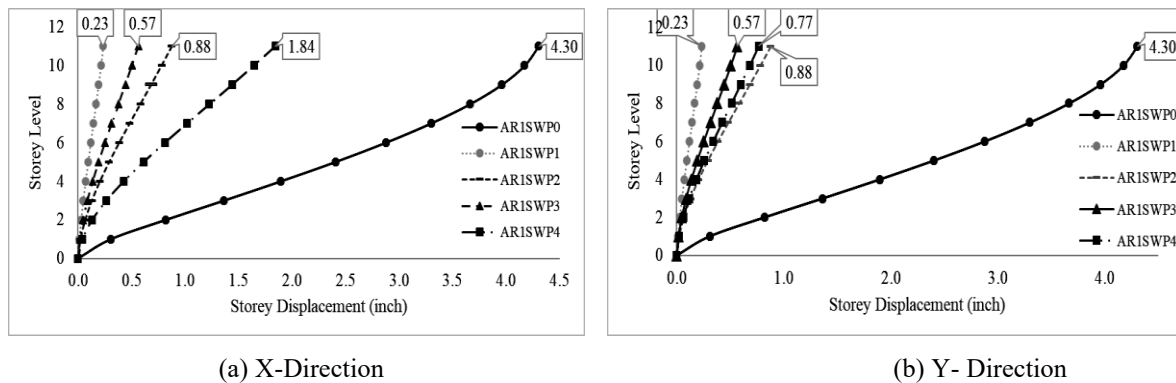 12
10
8
6
4
2
0
Storey Level
0.23
0.57
0.88
1.84
4.30
AR1SWP0
AR1SWP1
AR1SWP2
AR1SWP3
AR1SWP4
0.0 0.5 1.0 1.5 2.0 2.5 3.0 3.5 4.0 4.5
Storey Displacement (inch)
(a) X-Direction
12
10
8
6
4
2
0
Storey Level
0.23
0.57
0.77
0.88
4.30
AR1SWP0
AR1SWP1
AR1SWP2
AR1SWP3
AR1SWP4
0.0 1.0 2.0 3.0 4.0
Storey Displacement (inch)
(b) Y- Direction